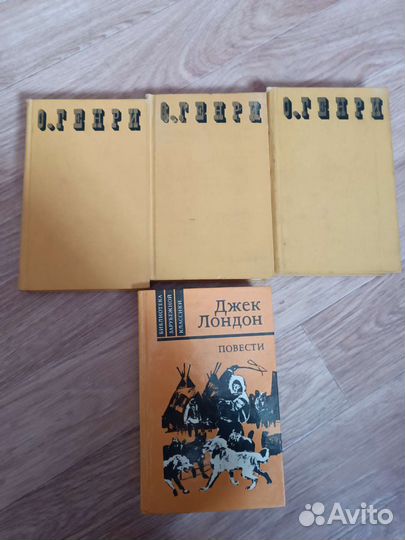 О.ГЕНРИ
О.ГЕНРИ
О.ГЕНРИ
БИБЛИОТЕКА
ЗАРУБЕЖНОЙ
КЛАССИКИ
Джек
Лондон
ПОВЕСТИ
Avito